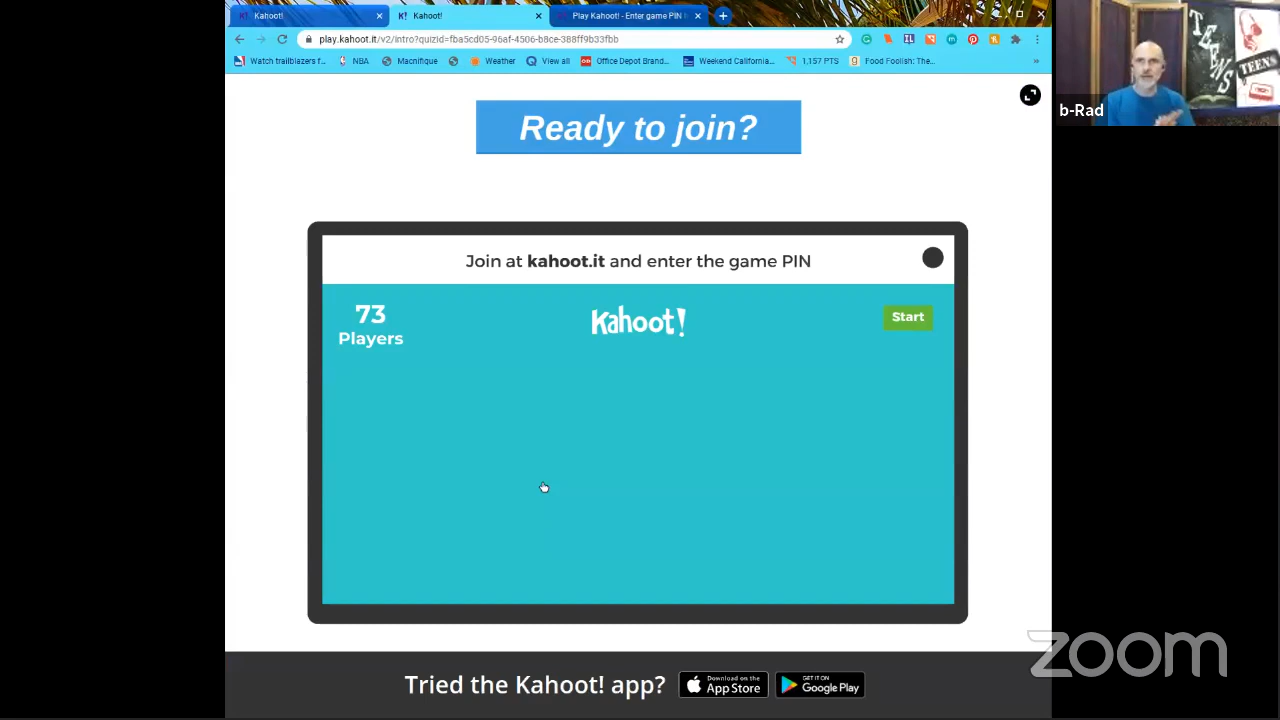 Kahoot!
Kahoot!
Play Kahoot! - Enter game PIN
play.kahoot.it/v2/intro?quizId=fba5cd05-96af-4506-b8ce-388ff9b33fbb
Watch trailblazers f...
NBA
Macnifique
Weather
View all
Office Depot Brand...
Weekend California...
1,157 PTS
Food Foolish: The...
»
TEENS
TEENS
b-Rad
Ready to join?
Join at kahoot.it and enter the game PIN
73
Players
Kahoot!
Start
Tried the Kahoot! app?
Download on the
App Store
GET IT ON
Google Play
zoom